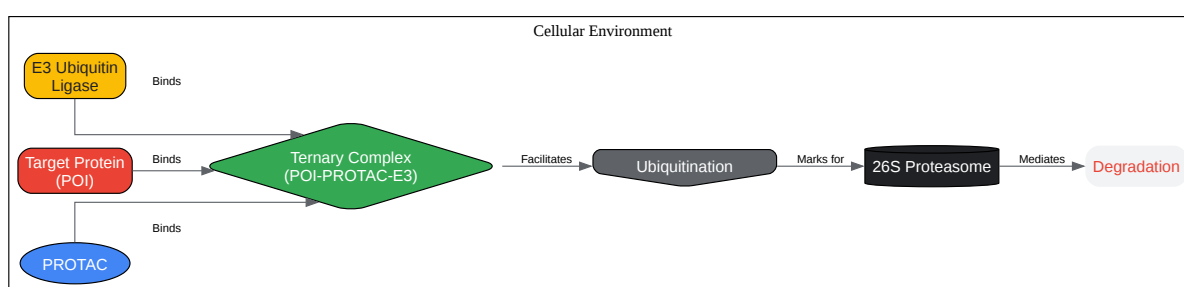 Cellular Environment
E3 Ubiquitin
Ligase
Binds
Target Protein
(POI)
Binds
PROTAC
Binds
Ternary Complex
(POI-PROTAC-E3)
Facilitates
Ubiquitination
Marks for
26S Proteasome
Mediates
Degradation